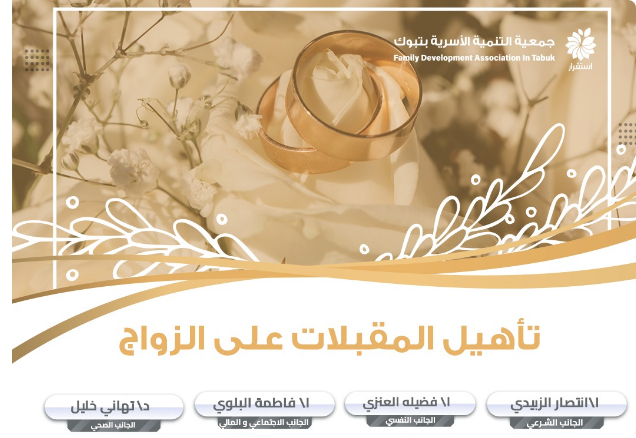 جمعية التنمية الأسرية بتبوك
Family Development Association In Tabuk
استقرار
تأهيل المقبلات على الزواج
ا\انتصار الزبيدي
الجانب الشرعي
ا\ فضيله العنزي
الجانب النفسي
ا\ فاطمة البلوي
الجانب الاجتماعي و المالي
د\ تهاني خليل
الجانب الصحي